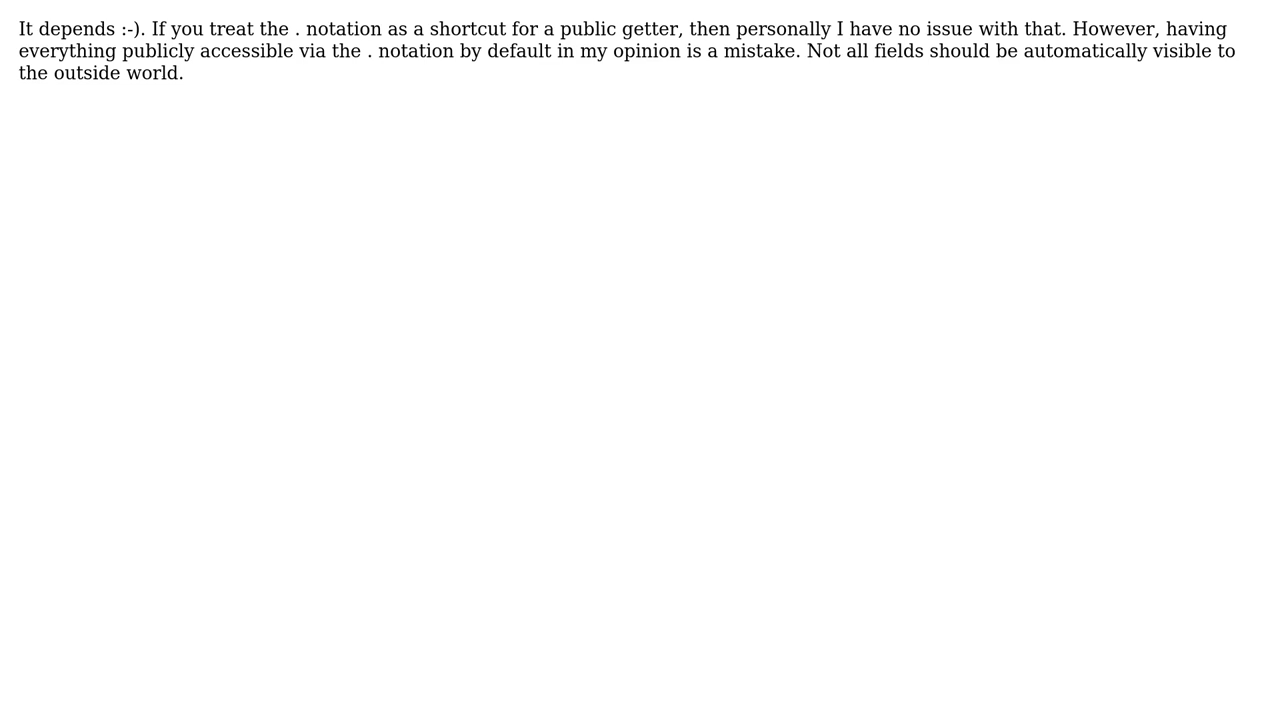 It depends :-). If you treat the . notation as a shortcut for a public getter, then personally I have no issue with that. However, having
everything publicly accessible via the . notation by default in my opinion is a mistake. Not all fields should be automatically visible to
the outside world.